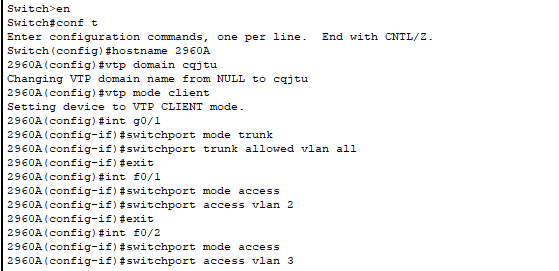 Switch>en
Switch#conf t
Enter configuration commands, one per line.  End with CNTL/Z.
Switch(config)#hostname 2960A
2960A(config)#vtp domain cqjtu
Changing VTP domain name from NULL to cqjtu
2960A(config)#vtp mode client
Setting device to VTP CLIENT mode.
2960A(config)#int g0/1
2960A(config-if)#switchport mode trunk
2960A(config-if)#switchport trunk allowed vlan all
2960A(config-if)#exit
2960A(config)#int f0/1
2960A(config-if)#switchport mode access
2960A(config-if)#switchport access vlan 2
2960A(config-if)#exit
2960A(config)#int f0/2
2960A(config-if)#switchport mode access
2960A(config-if)#switchport access vlan 3